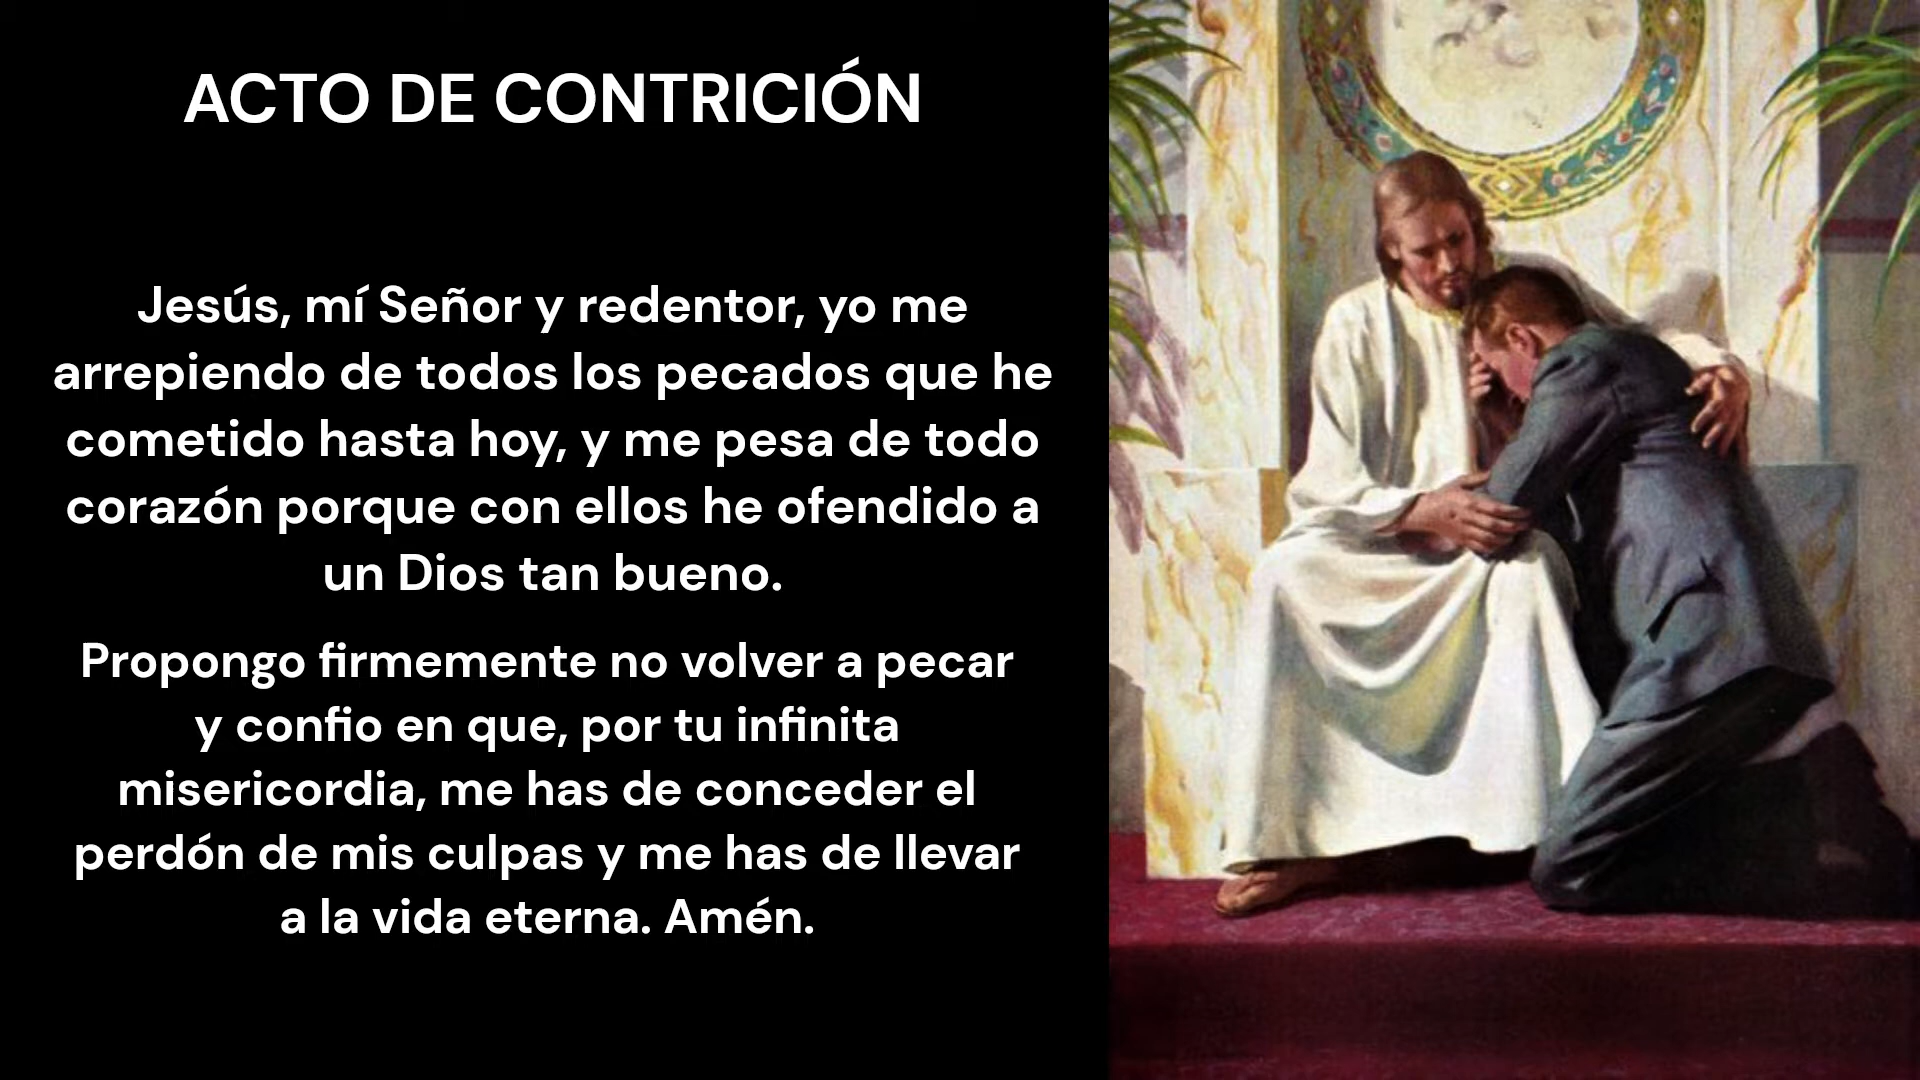 ACTO DE CONTRICIÓN
Jesús, mí Señor y redentor, yo me
arrepiendo de todos los pecados que he
cometido hasta hoy, y me pesa de todo
corazón porque con ellos he ofendido a
un Dios tan bueno.
Propongo firmemente no volver a pecar
y confio en que, por tu infinita
misericordia, me has de conceder el
perdón de mis culpas y me has de llevar
a la vida eterna. Amén.